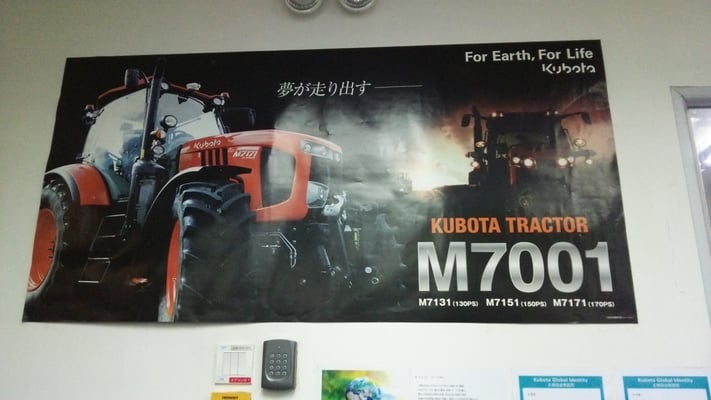 For Earth, For Life
Kubota
夢が走り出す
Kubota
M7171
KUBOTA TRACTOR
M7001
M7131(130PS) M7151(150PS) M7171(170PS)
Kubota Global Identity
Kubota Global Identity